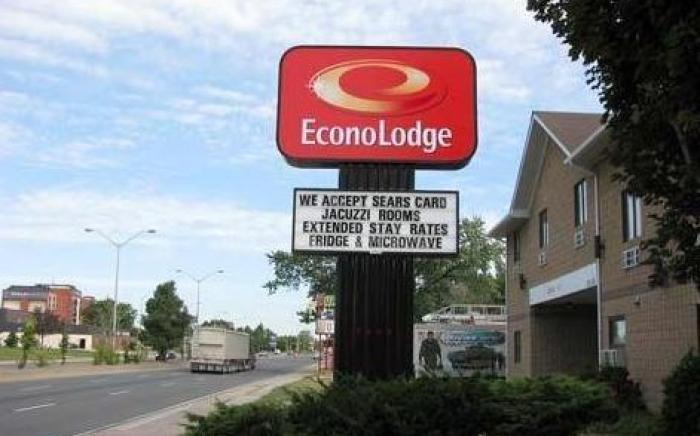 EconoLodge
WE ACCEPT SEARS CARD
JACUZZI ROOMS
EXTENDED STAY RATES
FRIDGE & MICROWAVE